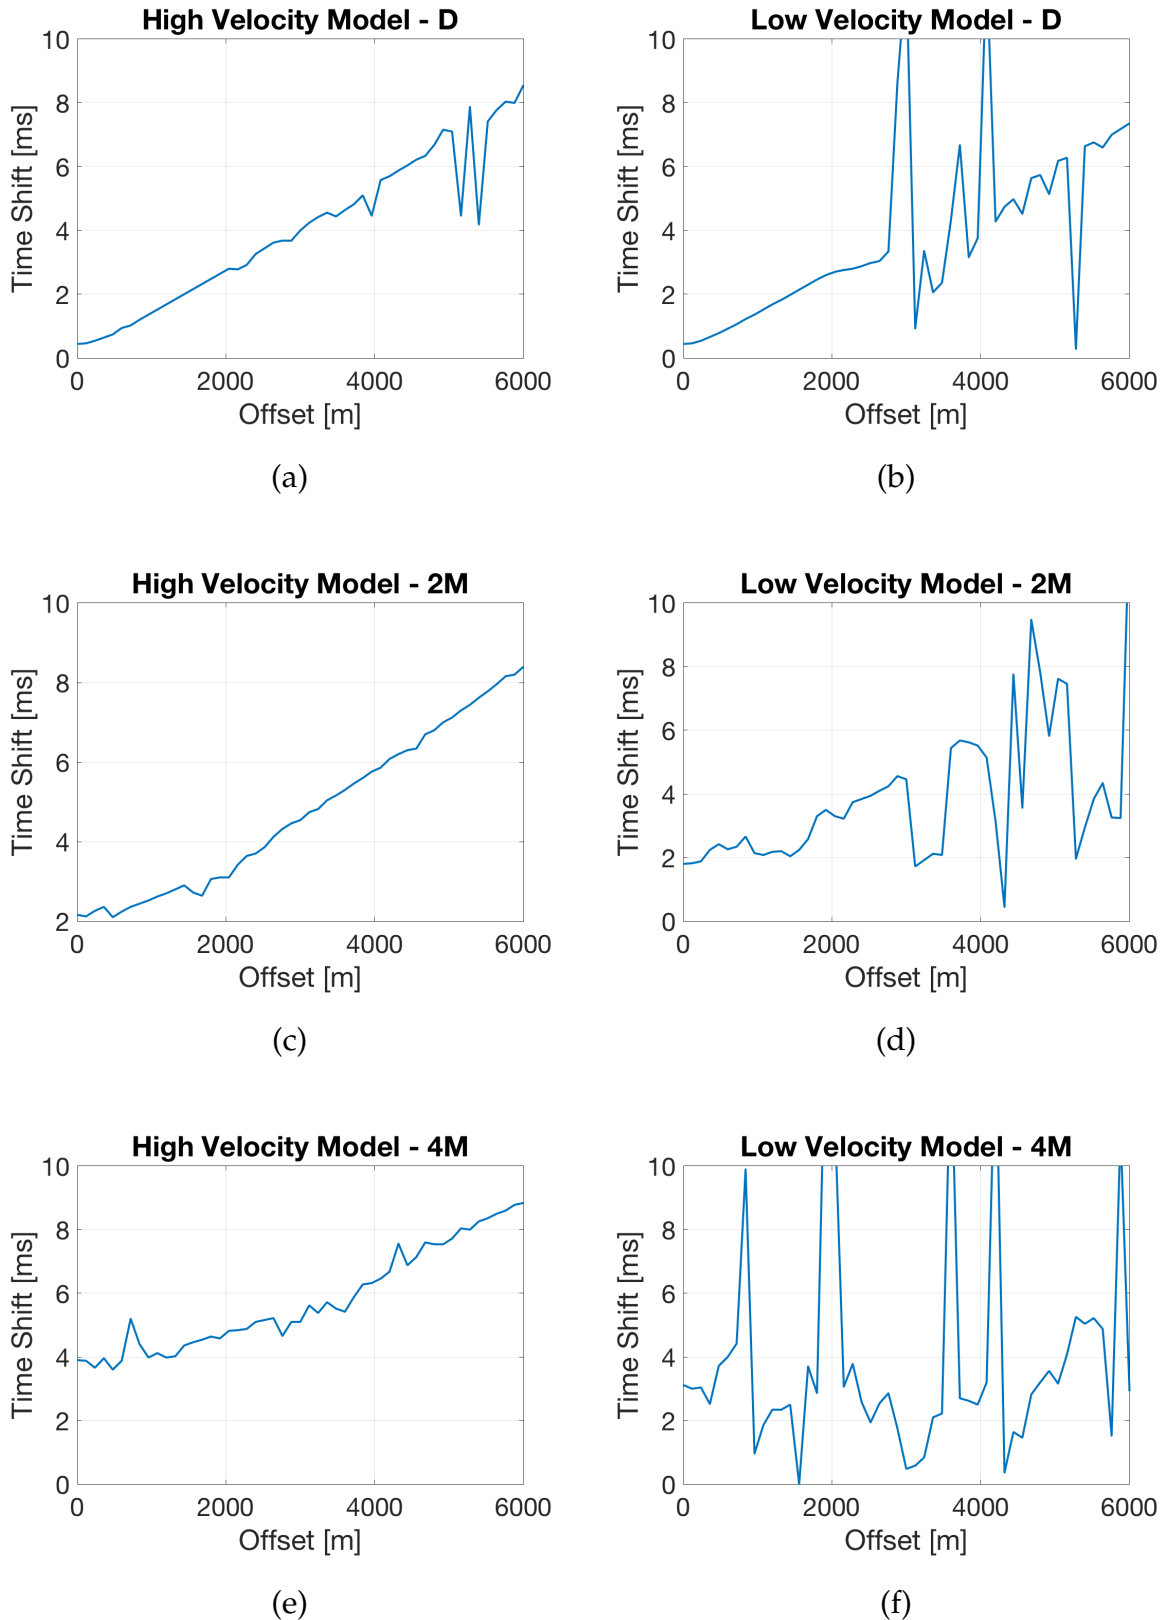 High Velocity Model - D
10
8
6
4
2
0
Time Shift [ms]
0 2000 4000 6000
Offset [m]
(a)
Low Velocity Model - D
10
8
6
4
2
0
Time Shift [ms]
0 2000 4000 6000
Offset [m]
(b)
High Velocity Model - 2M
10
8
6
4
2
Time Shift [ms]
0 2000 4000 6000
Offset [m]
(c)
Low Velocity Model - 2M
10
8
6
4
2
0
Time Shift [ms]
0 2000 4000 6000
Offset [m]
(d)
High Velocity Model - 4M
10
8
6
4
2
0
Time Shift [ms]
0 2000 4000 6000
Offset [m]
(e)
Low Velocity Model - 4M
10
8
6
4
2
0
Time Shift [ms]
0 2000 4000 6000
Offset [m]
(f)